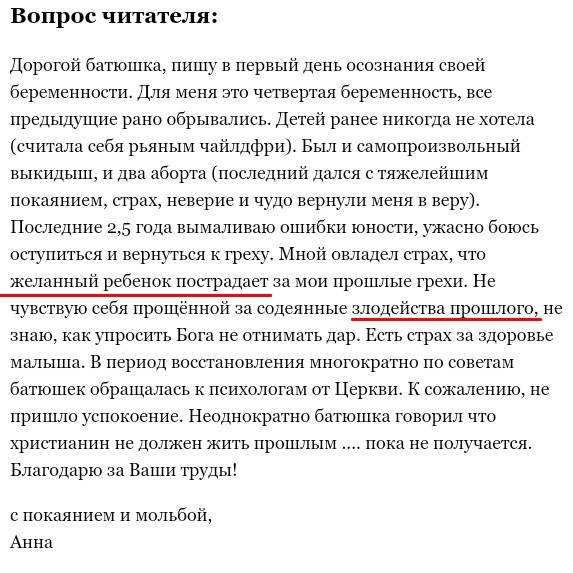 Вопрос читателя:
Дорогой батюшка, пишу в первый день осознания своей
беременности. Для меня это четвертая беременность, все
предыдущие рано обрывались. Детей ранее никогда не хотела
(считала себя рьяным чайлдфри). Был и самопроизвольный
выкидыш, и два аборта (последний дался с тяжелейшим
покаянием, страх, неверие и чудо вернули меня в веру).
Последние 2,5 года вымаливаю ошибки юности, ужасно боюсь
оступиться и вернуться к греху. Мной овладел страх, что
желанный ребенок пострадает за мои прошлые грехи. Не
чувствую себя прощённой за содеянные злодейства прошлого, не
знаю, как упросить Бога не отнимать дар. Есть страх за здоровье
малыша. В период восстановления многократно по советам
батюшек обращалась к психологам от Церкви. К сожалению, не
пришло успокоение. Неоднократно батюшка говорил что
христианин не должен жить прошлым .... пока не получается.
Благодарю за Ваши труды!
с покаянием и мольбой,
Анна